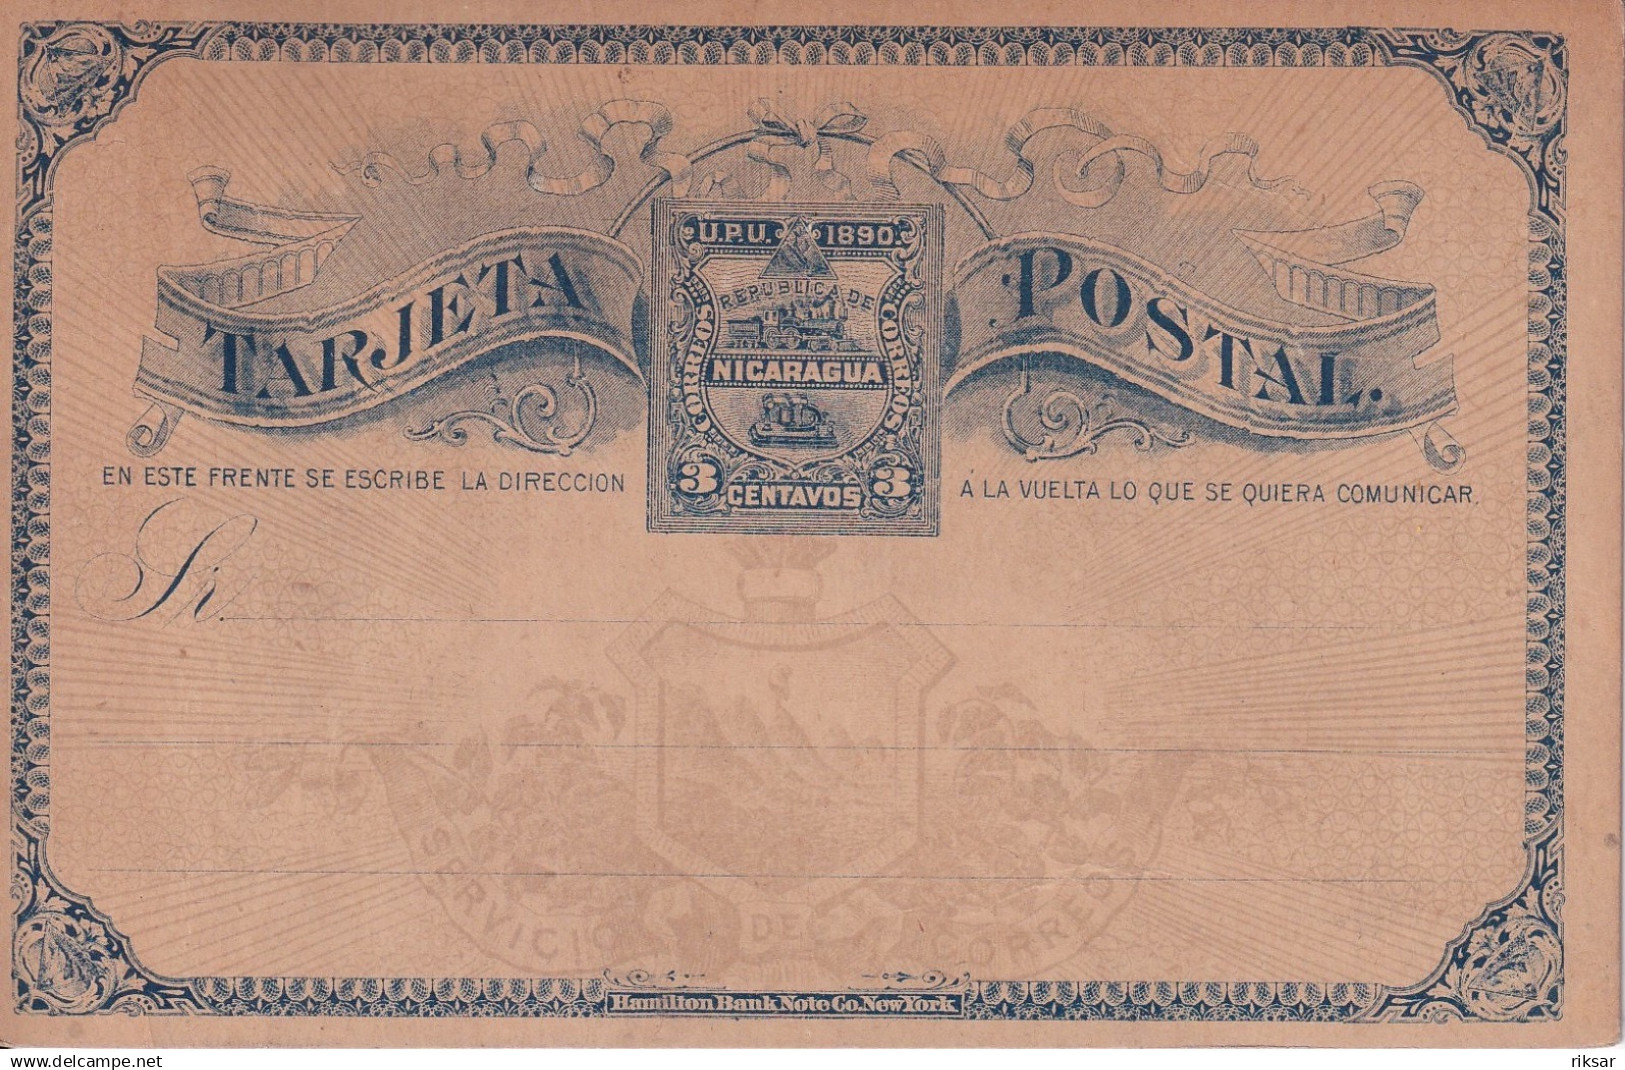 TARJETA POSTAL.
U.P.U. 1890.
REPUBLICA DE
NICARAGUA
CORREOS CORREOS
3 CENTAVOS 3
EN ESTE FRENTE SE ESCRIBE LA DIRECCION
Á LA VUELTA LO QUE SE QUIERA COMUNICAR.
Sr.
SERVICIO DE CORREOS
Hamilton Bank Note Co. New York
delcampe.net
riksar